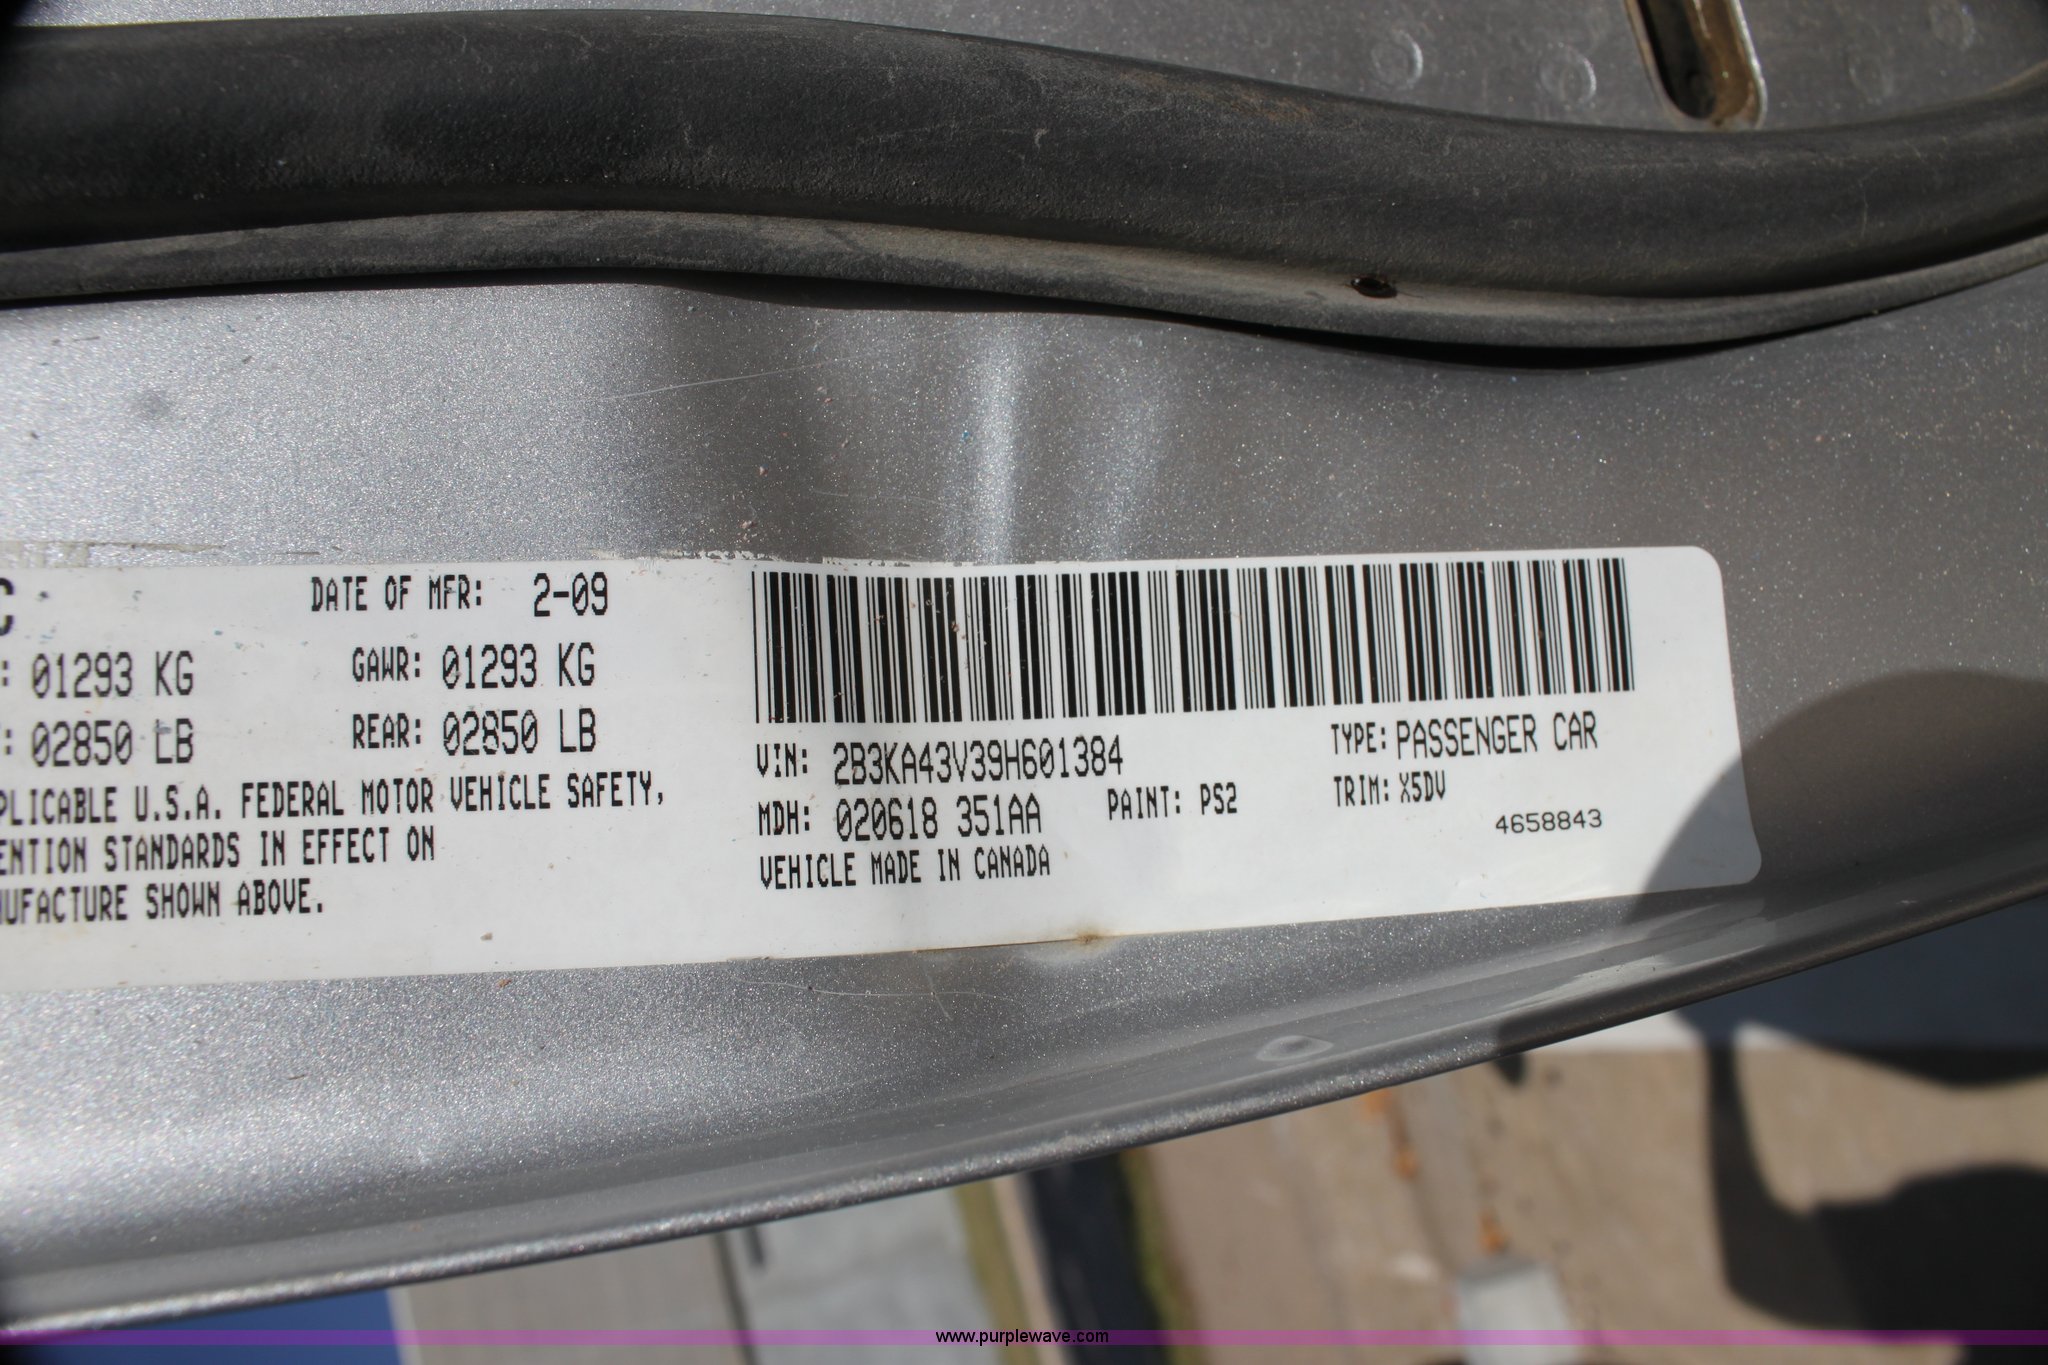 C
DATE OF MFR: 2-09
: 01293 KG GAWR: 01293 KG
: 02850 LB REAR: 02850 LB
PLICABLE U.S.A. FEDERAL MOTOR VEHICLE SAFETY,
ENTION STANDARDS IN EFFECT ON
NUFACTURE SHOWN ABOVE.
VIN: 2B3KA43V39H601384 TYPE: PASSENGER CAR
MDH: 020618 351AA PAINT: PS2 TRIM: X5DV
VEHICLE MADE IN CANADA 4658843
www.purplewave.com